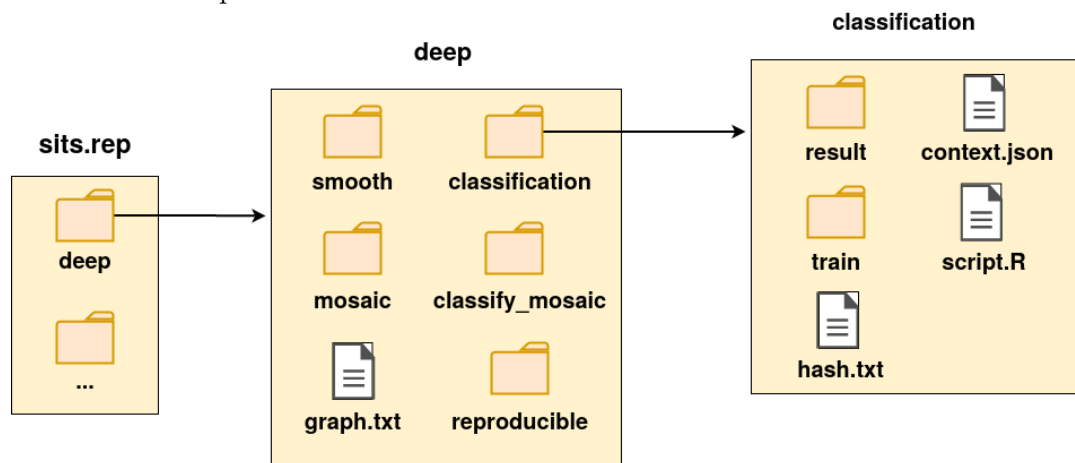 classification
deep
sits.rep
result context.json
smooth classification
train script.R
deep
mosaic classify_mosaic
hash.txt
...
graph.txt reproducible